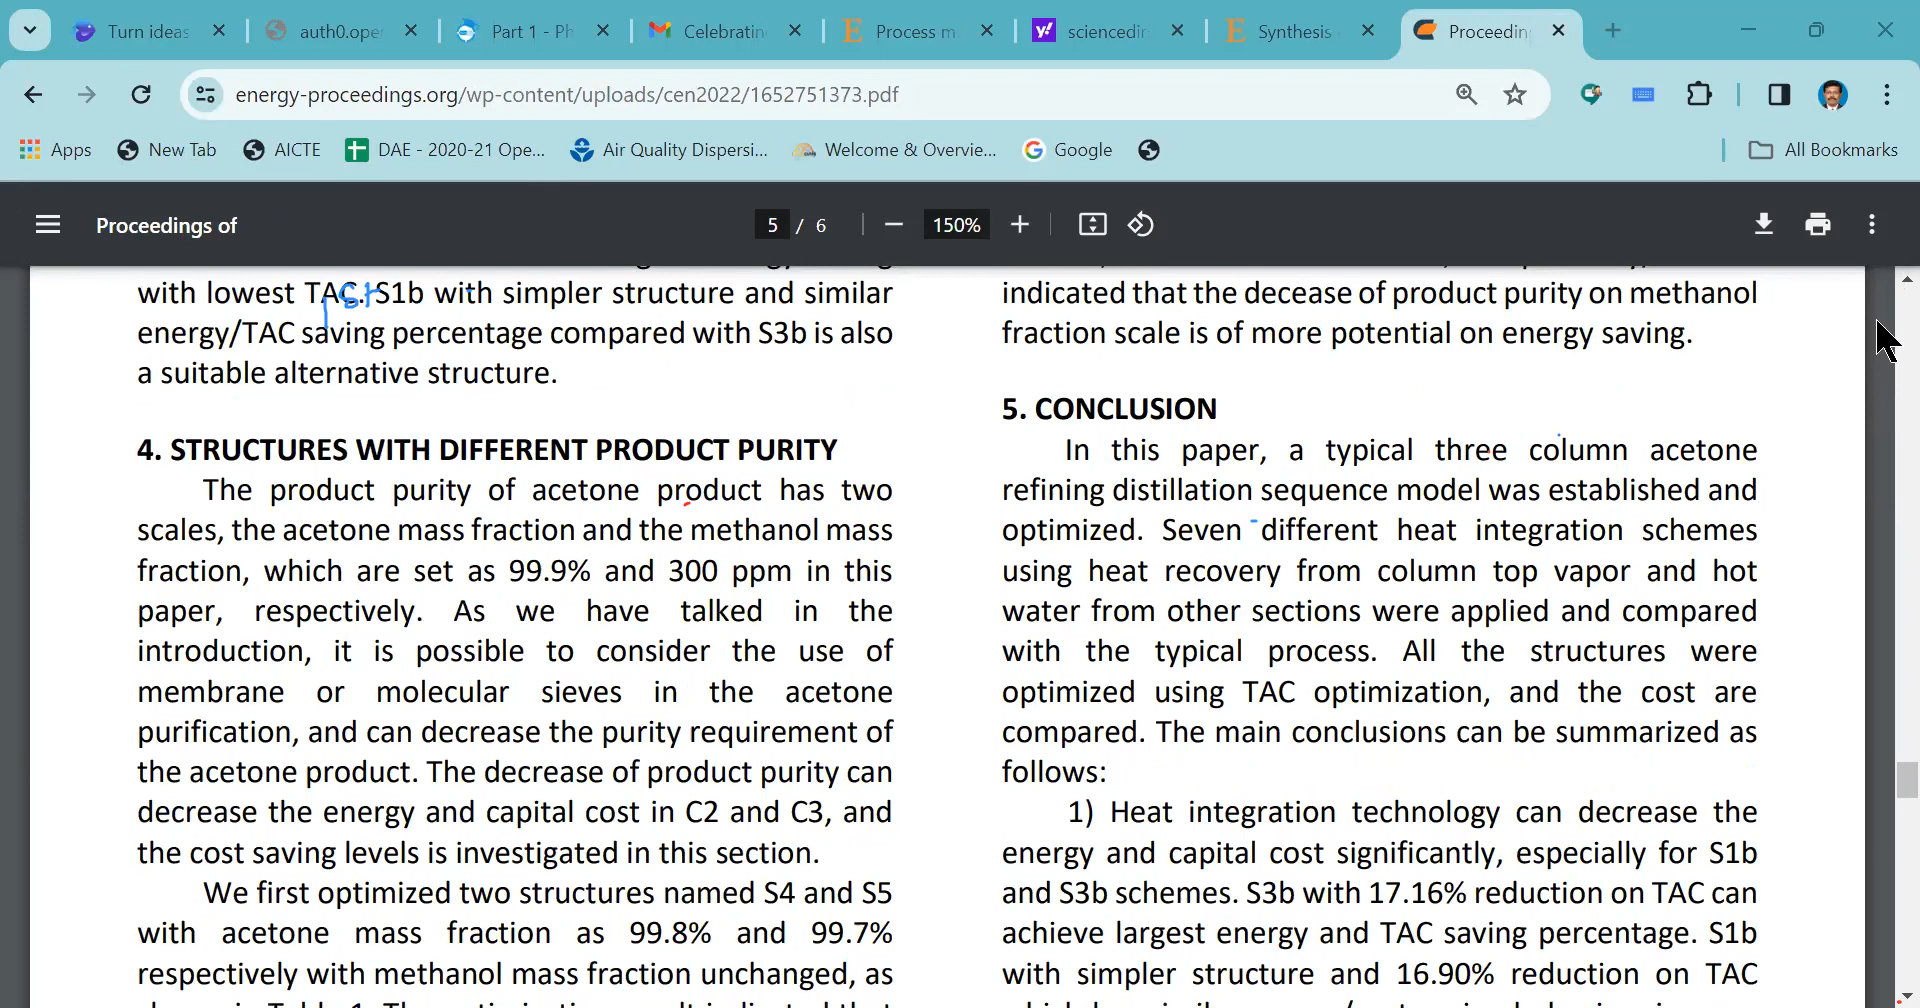 Turn ideas
auth0.ope
Part 1 - Ph
Celebratin
Process m
sciencedir
Synthesis
Proceedin
energy-proceedings.org/wp-content/uploads/cen2022/1652751373.pdf
Apps
New Tab
AICTE
DAE - 2020-21 Ope...
Air Quality Dispersi...
Welcome & Overvie...
Google
All Bookmarks
Proceedings of
5 / 6
150%
with lowest TAC. S1b with simpler structure and similar
energy/TAC saving percentage compared with S3b is also
a suitable alternative structure.
4. STRUCTURES WITH DIFFERENT PRODUCT PURITY
The product purity of acetone product has two
scales, the acetone mass fraction and the methanol mass
fraction, which are set as 99.9% and 300 ppm in this
paper, respectively. As we have talked in the
introduction, it is possible to consider the use of
membrane or molecular sieves in the acetone
purification, and can decrease the purity requirement of
the acetone product. The decrease of product purity can
decrease the energy and capital cost in C2 and C3, and
the cost saving levels is investigated in this section.
We first optimized two structures named S4 and S5
with acetone mass fraction as 99.8% and 99.7%
respectively with methanol mass fraction unchanged, as
indicated that the decease of product purity on methanol
fraction scale is of more potential on energy saving.
5. CONCLUSION
In this paper, a typical three column acetone
refining distillation sequence model was established and
optimized. Seven different heat integration schemes
using heat recovery from column top vapor and hot
water from other sections were applied and compared
with the typical process. All the structures were
optimized using TAC optimization, and the cost are
compared. The main conclusions can be summarized as
follows:
1) Heat integration technology can decrease the
energy and capital cost significantly, especially for S1b
and S3b schemes. S3b with 17.16% reduction on TAC can
achieve largest energy and TAC saving percentage. S1b
with simpler structure and 16.90% reduction on TAC